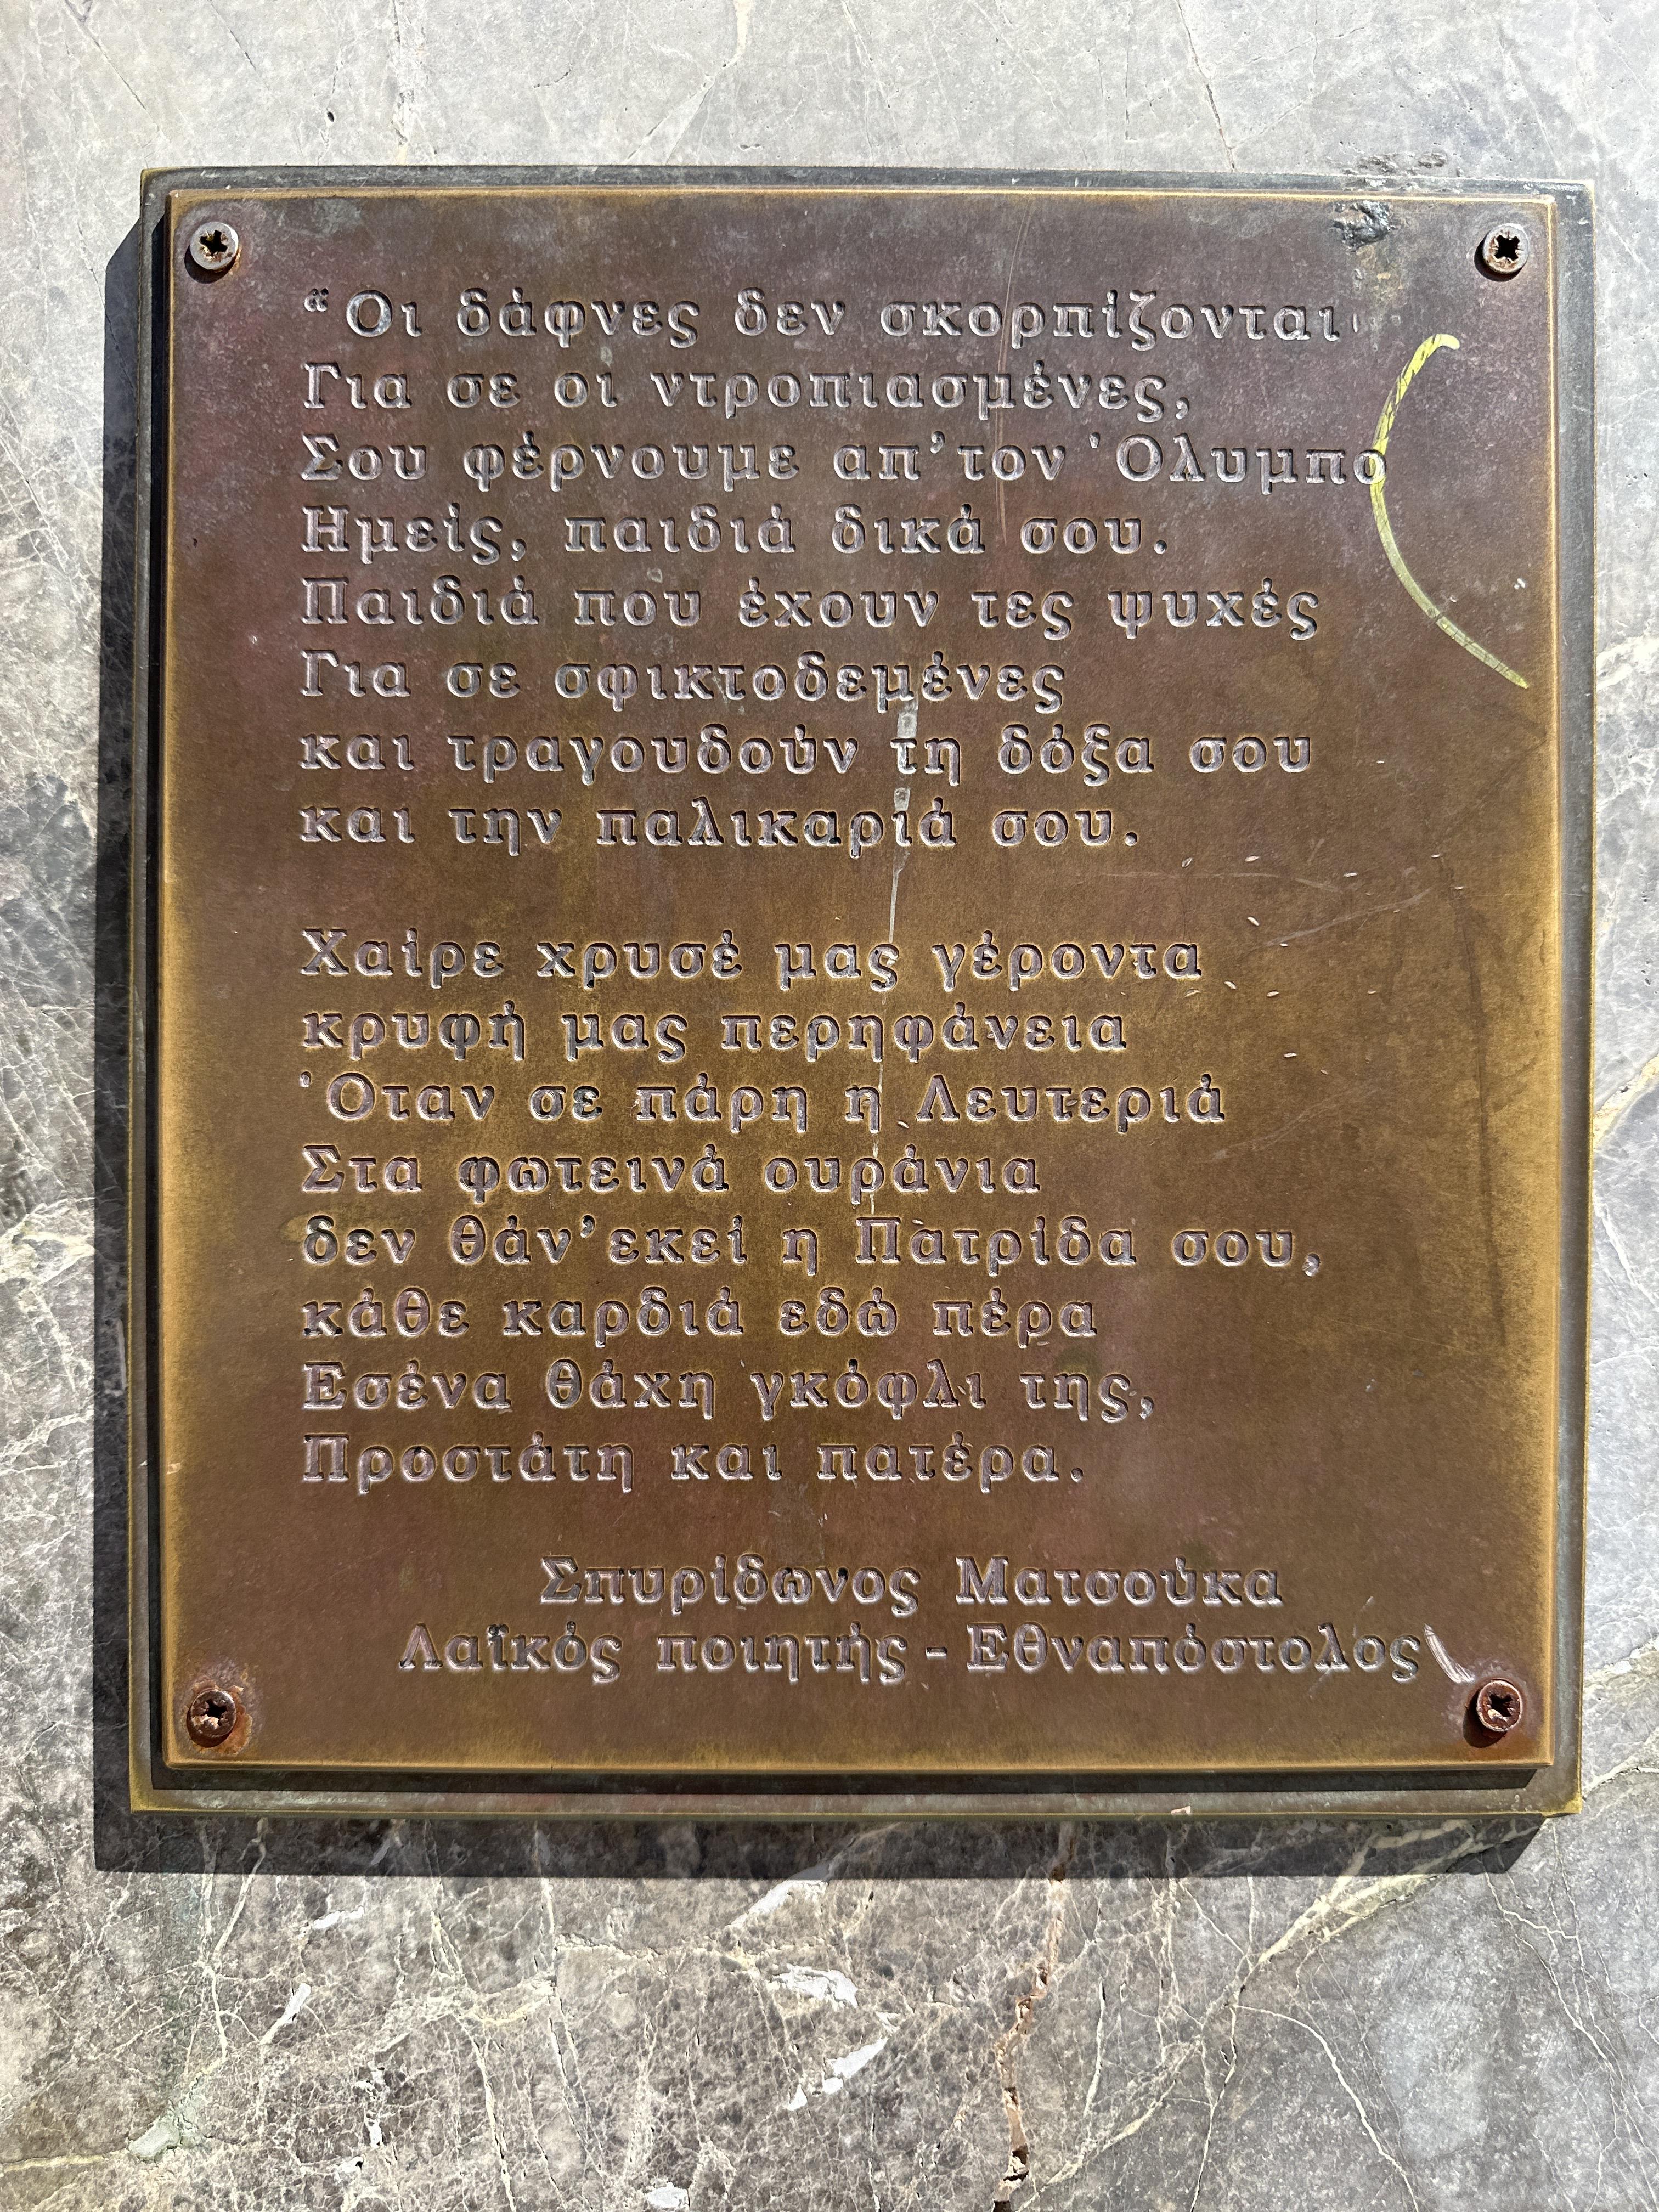 “Οι δάφνες δεν σκορπίζονται
Για σε οι ντροπιασμένες,
Σου φέρνουμε απ’τον Όλυμπο
Ημείς, παιδιά δικά σου.
Παιδιά που έχουν τες ψυχές
Για σε σφικτοδεμένες
και τραγουδούν τη δόξα σου
και την παλικαριά σου.
Χαίρε χρυσέ μας γέροντα
κρυφή μας περηφάνεια
Όταν σε πάρη η Λευτεριά
Στα φωτεινά ουράνια
δεν θάν’εκεί η Πατρίδα σου,
κάθε καρδιά εδώ πέρα
Εσένα θάχη γκόφλι της,
Προστάτη και πατέρα.
Σπυρίδωνος Ματσούκα
Λαϊκός ποιητής - Εθναπόστολος